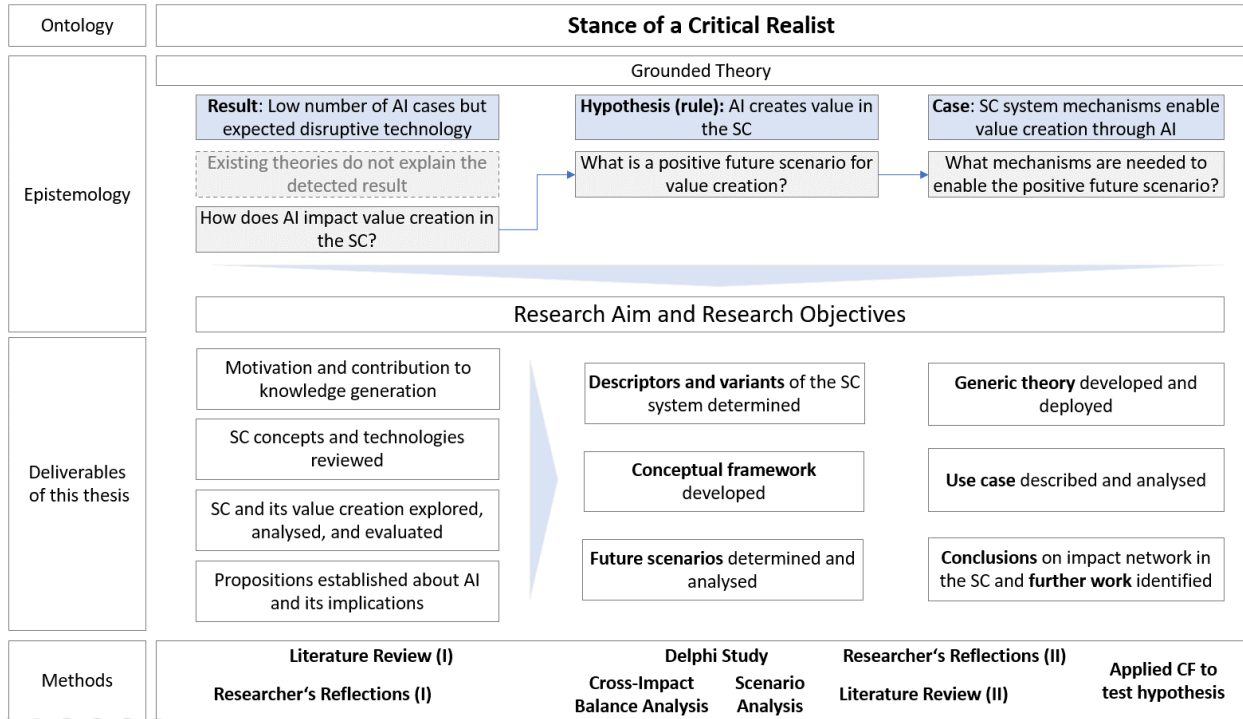 Ontology
Stance of a Critical Realist
Epistemology
Grounded Theory
Result: Low number of AI cases but
expected disruptive technology
Existing theories do not explain the
detected result
How does AI impact value creation in
the SC?
Hypothesis (rule): AI creates value in
the SC
What is a positive future scenario for
value creation?
Case: SC system mechanisms enable
value creation through AI
What mechanisms are needed to
enable the positive future scenario?
Research Aim and Research Objectives
Deliverables
of this thesis
Motivation and contribution to
knowledge generation
SC concepts and technologies
reviewed
SC and its value creation explored,
analysed, and evaluated
Propositions established about AI
and its implications
Descriptors and variants of the SC
system determined
Conceptual framework
developed
Future scenarios determined and
analysed
Generic theory developed and
deployed
Use case described and analysed
Conclusions on impact network in
the SC and further work identified
Methods
Literature Review (I)
Researcher‘s Reflections (I)
Delphi Study
Cross-Impact
Balance Analysis
Scenario
Analysis
Researcher‘s Reflections (II)
Literature Review (II)
Applied CF to
test hypothesis